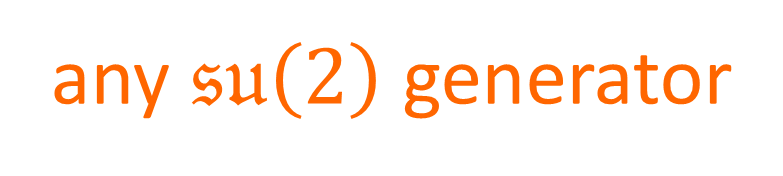 any 𝔰𝔲(2) generator